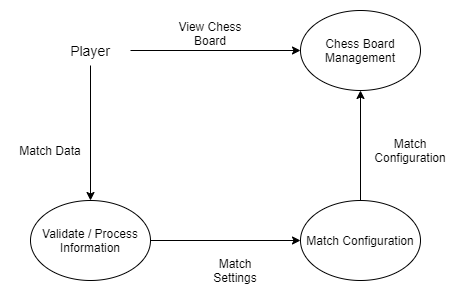 View Chess
Board
Player
Chess Board
Management
Match Data
Match
Configuration
Validate / Process
Information
Match Configuration
Match
Settings